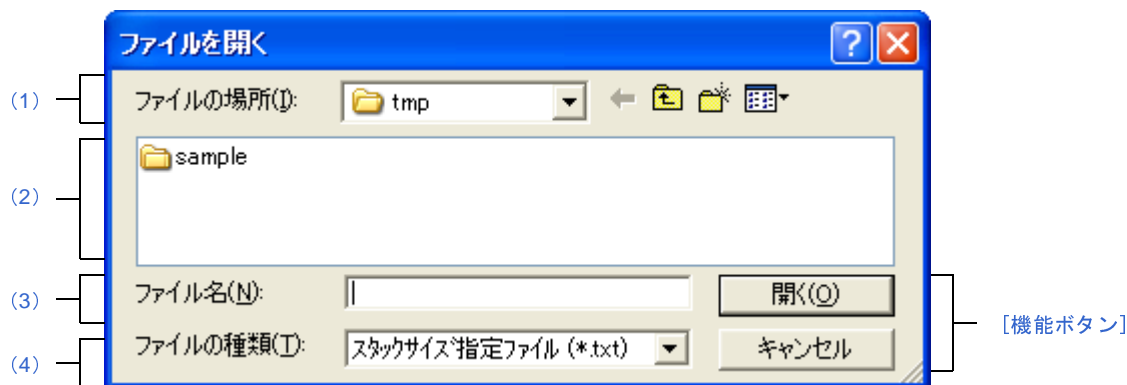 ファイルを開く
(1)
ファイルの場所(I):
tmp
(2)
sample
(3)
ファイル名(N):
開く(O)
[機能ボタン]
(4)
ファイルの種類(T):
スタックサイズ指定ファイル (*.txt)
キャンセル